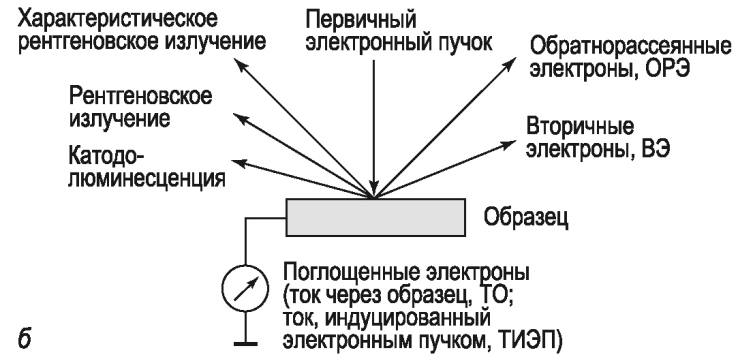 Характеристическое
рентгеновское излучение
Первичный
электронный пучок
Обратнорассеянные
электроны, ОРЭ
Рентгеновское
излучение
Вторичные
электроны, ВЭ
Катодо-
люминесценция
Образец
Поглощенные электроны
(ток через образец, ТО;
ток, индуцированный
электронным пучком, ТИЭП)
б